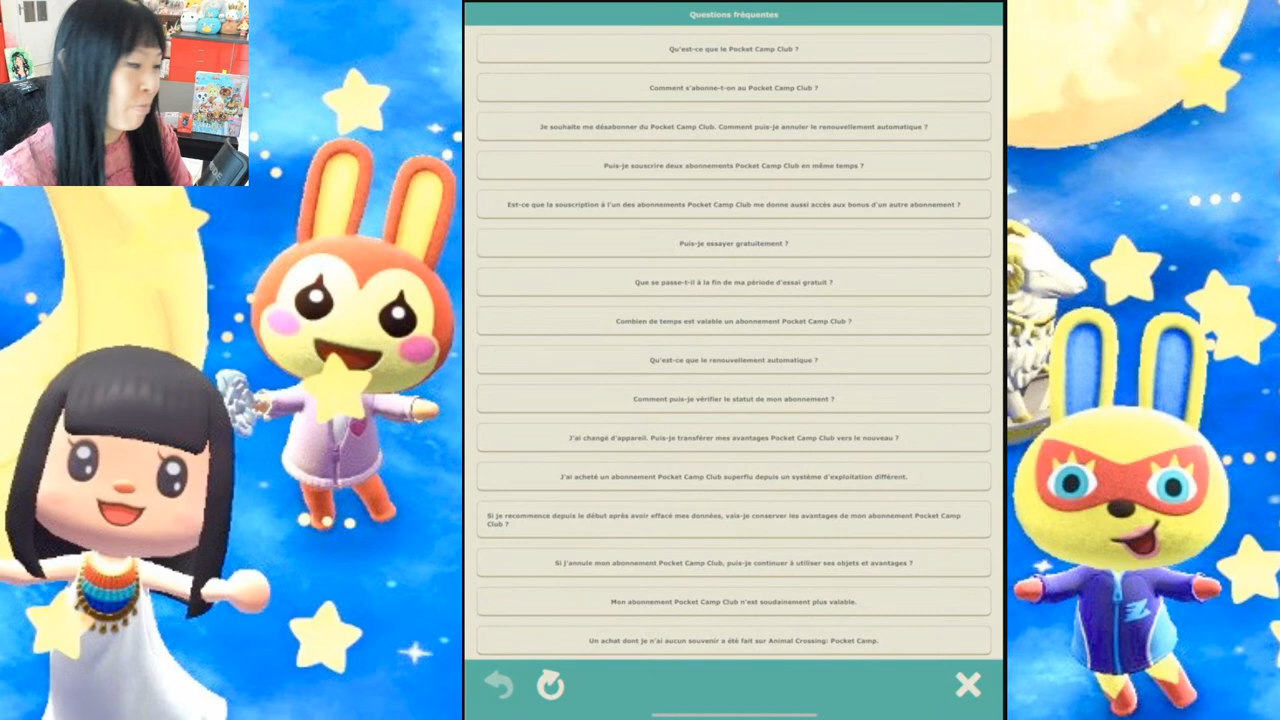 Questions fréquentes
Qu'est-ce que le Pocket Camp Club ?
Comment s'abonne-t-on au Pocket Camp Club ?
Je souhaite me désabonner du Pocket Camp Club. Comment puis-je annuler le renouvellement automatique ?
Puis-je souscrire deux abonnements Pocket Camp Club en même temps ?
Est-ce que la souscription à l'un des abonnements Pocket Camp Club me donne aussi accès aux bonus d'un autre abonnement ?
Puis-je essayer gratuitement ?
Que se passe-t-il à la fin de ma période d'essai gratuit ?
Combien de temps est valable un abonnement Pocket Camp Club ?
Qu'est-ce que le renouvellement automatique ?
Comment puis-je vérifier le statut de mon abonnement ?
J'ai changé d'appareil. Puis-je transférer mes avantages Pocket Camp Club vers le nouveau ?
J'ai acheté un abonnement Pocket Camp Club superflu depuis un système d'exploitation différent.
Si je recommence depuis le début après avoir effacé mes données, vais-je conserver les avantages de mon abonnement Pocket Camp
Club ?
Si j'annule mon abonnement Pocket Camp Club, puis-je continuer à utiliser ses objets et avantages ?
Mon abonnement Pocket Camp Club n'est soudainement plus valable.
Un achat dont je n'ai aucun souvenir a été fait sur Animal Crossing: Pocket Camp.